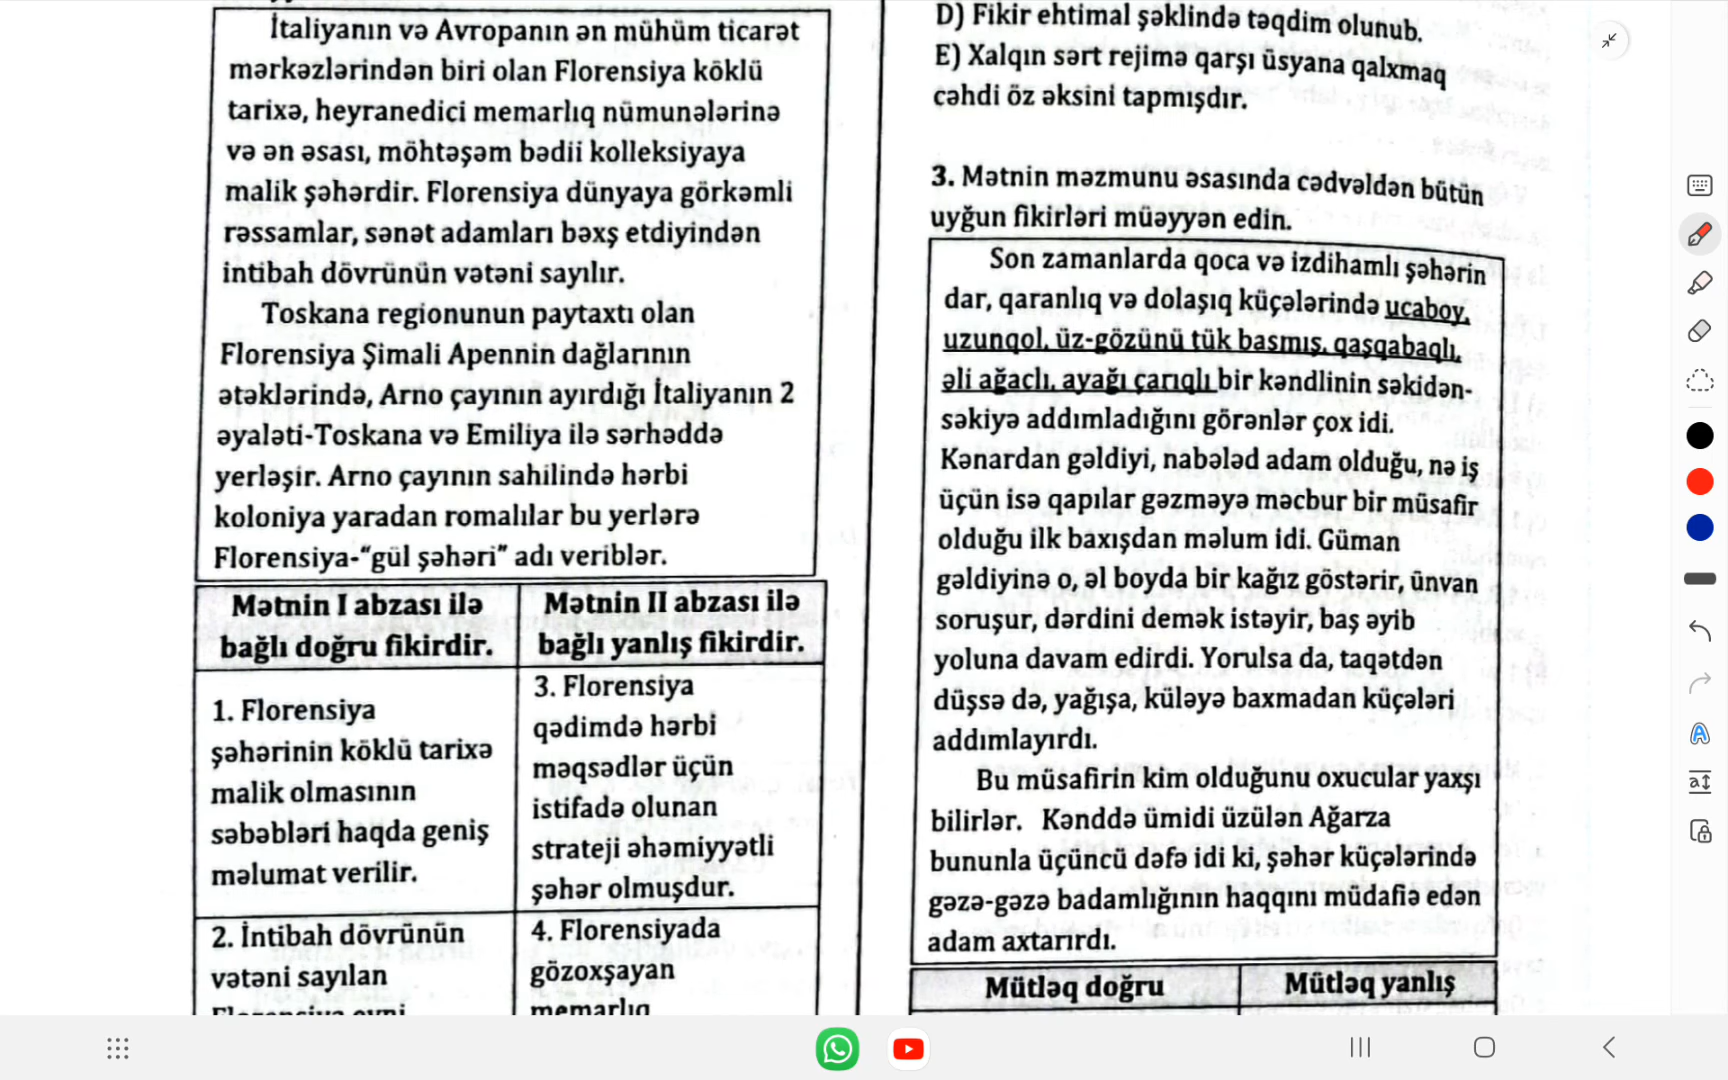 İtaliyanın və Avropanın ən mühüm ticarət
mərkəzlərindən biri olan Florensiya köklü
tarixə, heyranedici memarlıq nümunələrinə
və ən əsası, möhtəşəm bədii kolleksiyaya
malik şəhərdir. Florensiya dünyaya görkəmli
rəssamlar, sənət adamları bəxş etdiyindən
intibah dövrünün vətəni sayılır.
Toskana regionunun paytaxtı olan
Florensiya Şimali Apennin dağlarının
ətəklərində, Arno çayının ayırdığı İtaliyanın 2
əyaləti-Toskana və Emiliya ilə sərhəddə
yerləşir. Arno çayının sahilində hərbi
koloniya yaradan romalılar bu yerlərə
Florensiya-“gül şəhəri” adı veriblər.
Mətnin I abzası ilə
bağlı doğru fikirdir.
Mətnin II abzası ilə
bağlı yanlış fikirdir.
1. Florensiya
şəhərinin köklü tarixə
malik olmasının
səbəbləri haqda geniş
məlumat verilir.
3. Florensiya
qədimdə hərbi
məqsədlər üçün
istifadə olunan
strateji əhəmiyyətli
şəhər olmuşdur.
2. İntibah dövrünün
vətəni sayılan
4. Florensiyada
gözoxşayan
memarlıq
D) Fikir ehtimal şəklində təqdim olunub.
E) Xalqın sərt rejimə qarşı üsyana qalxmaq
cəhdi öz əksini tapmışdır.
3. Mətnin məzmunu əsasında cədvəldən bütün
uyğun fikirləri müəyyən edin.
Son zamanlarda qoca və izdihamlı şəhərin
dar, qaranlıq və dolaşıq küçələrində ucaboy,
uzunqol, üz-gözünü tük basmış, qaşqabaqlı,
əli ağaclı, ayağı çarıqlı bir kəndlinin səkidən-
səkiyə addımladığını görənlər çox idi.
Kənardan gəldiyi, nabələd adam olduğu, nə iş
üçün isə qapılar gəzməyə məcbur bir müsafir
olduğu ilk baxışdan məlum idi. Güman
gəldiyinə o, əl boyda bir kağız göstərir, ünvan
soruşur, dərdini demək istəyir, baş əyib
yoluna davam edirdi. Yorulsa da, taqətdən
düşsə də, yağışa, küləyə baxmadan küçələri
addımlayırdı.
Bu müsafirin kim olduğunu oxucular yaxşı
bilirlər. Kənddə ümidi üzülən Ağarza
bununla üçüncü dəfə idi ki, şəhər küçələrində
gəzə-gəzə badamlığının haqqını müdafiə edən
adam axtarırdı.
Mütləq doğru
Mütləq yanlış